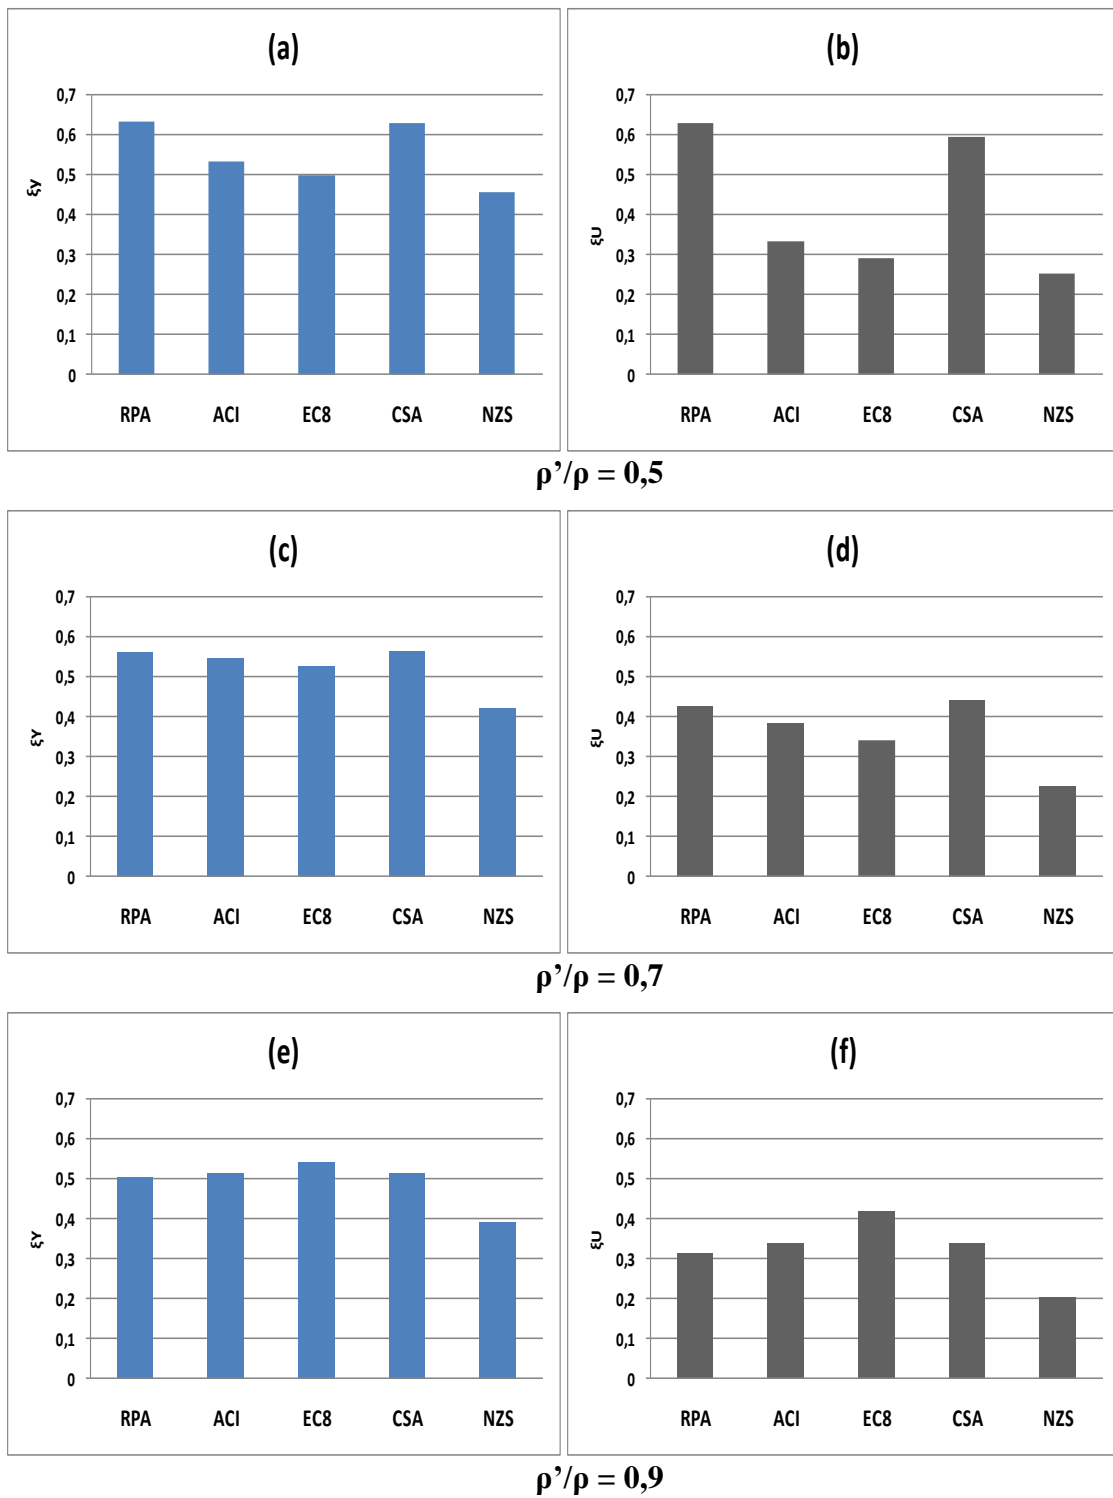 (a)
0,7
0,6
0,5
0,4
0,3
0,2
0,1
0
ξy
RPA ACI EC8 CSA NZS
(b)
0,7
0,6
0,5
0,4
0,3
0,2
0,1
0
ξU
RPA ACI EC8 CSA NZS
ρ’/ρ = 0,5
(c)
0,7
0,6
0,5
0,4
0,3
0,2
0,1
0
ξY
RPA ACI EC8 CSA NZS
(d)
0,7
0,6
0,5
0,4
0,3
0,2
0,1
0
ξU
RPA ACI EC8 CSA NZS
ρ’/ρ = 0,7
(e)
0,7
0,6
0,5
0,4
0,3
0,2
0,1
0
ξY
RPA ACI EC8 CSA NZS
(f)
0,7
0,6
0,5
0,4
0,3
0,2
0,1
0
ξU
RPA ACI EC8 CSA NZS
ρ’/ρ = 0,9